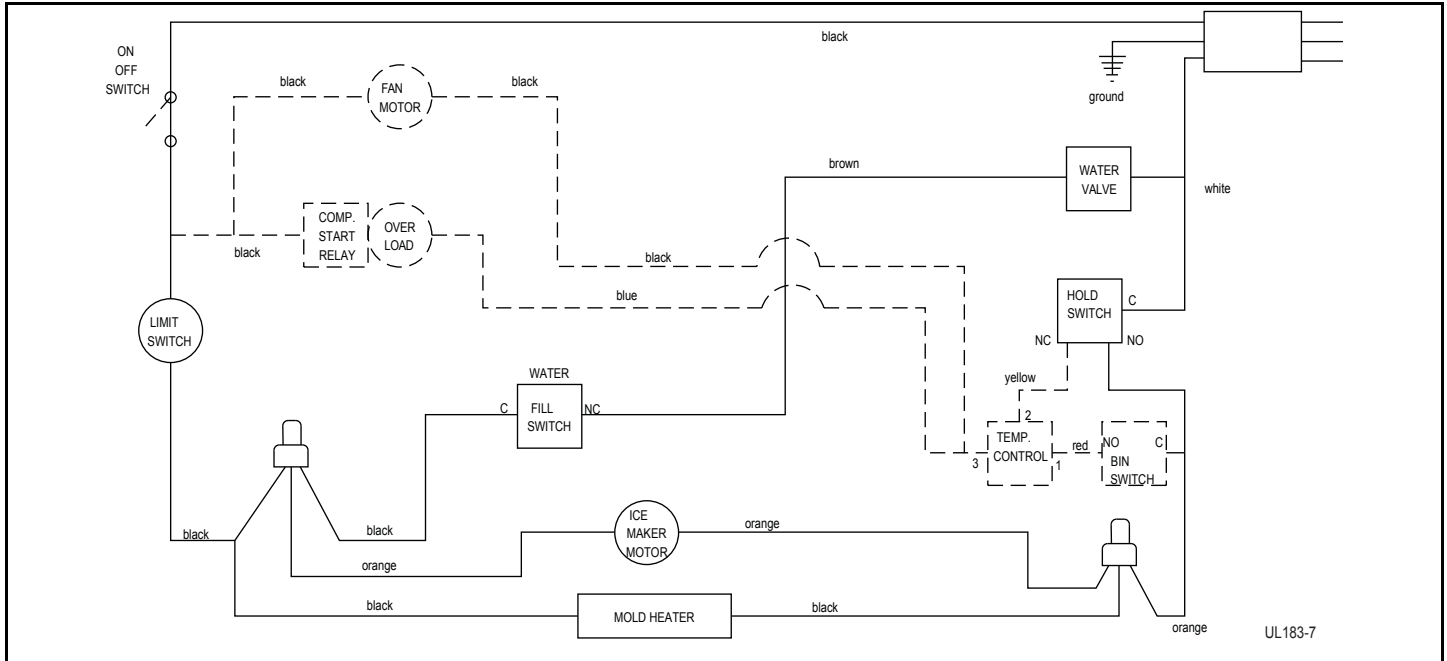 black
ON
OFF
SWITCH
ground
black
FAN
MOTOR
black
brown
WATER
VALVE
white
COMP.
START
RELAY
OVER
LOAD
black
black
blue
HOLD
SWITCH
C
NC
NO
LIMIT
SWITCH
WATER
C
FILL
SWITCH
NC
yellow
2
TEMP.
CONTROL
3
1
red
NO
C
BIN
SWITCH
black
black
orange
ICE
MAKER
MOTOR
orange
black
MOLD HEATER
black
orange
UL183-7